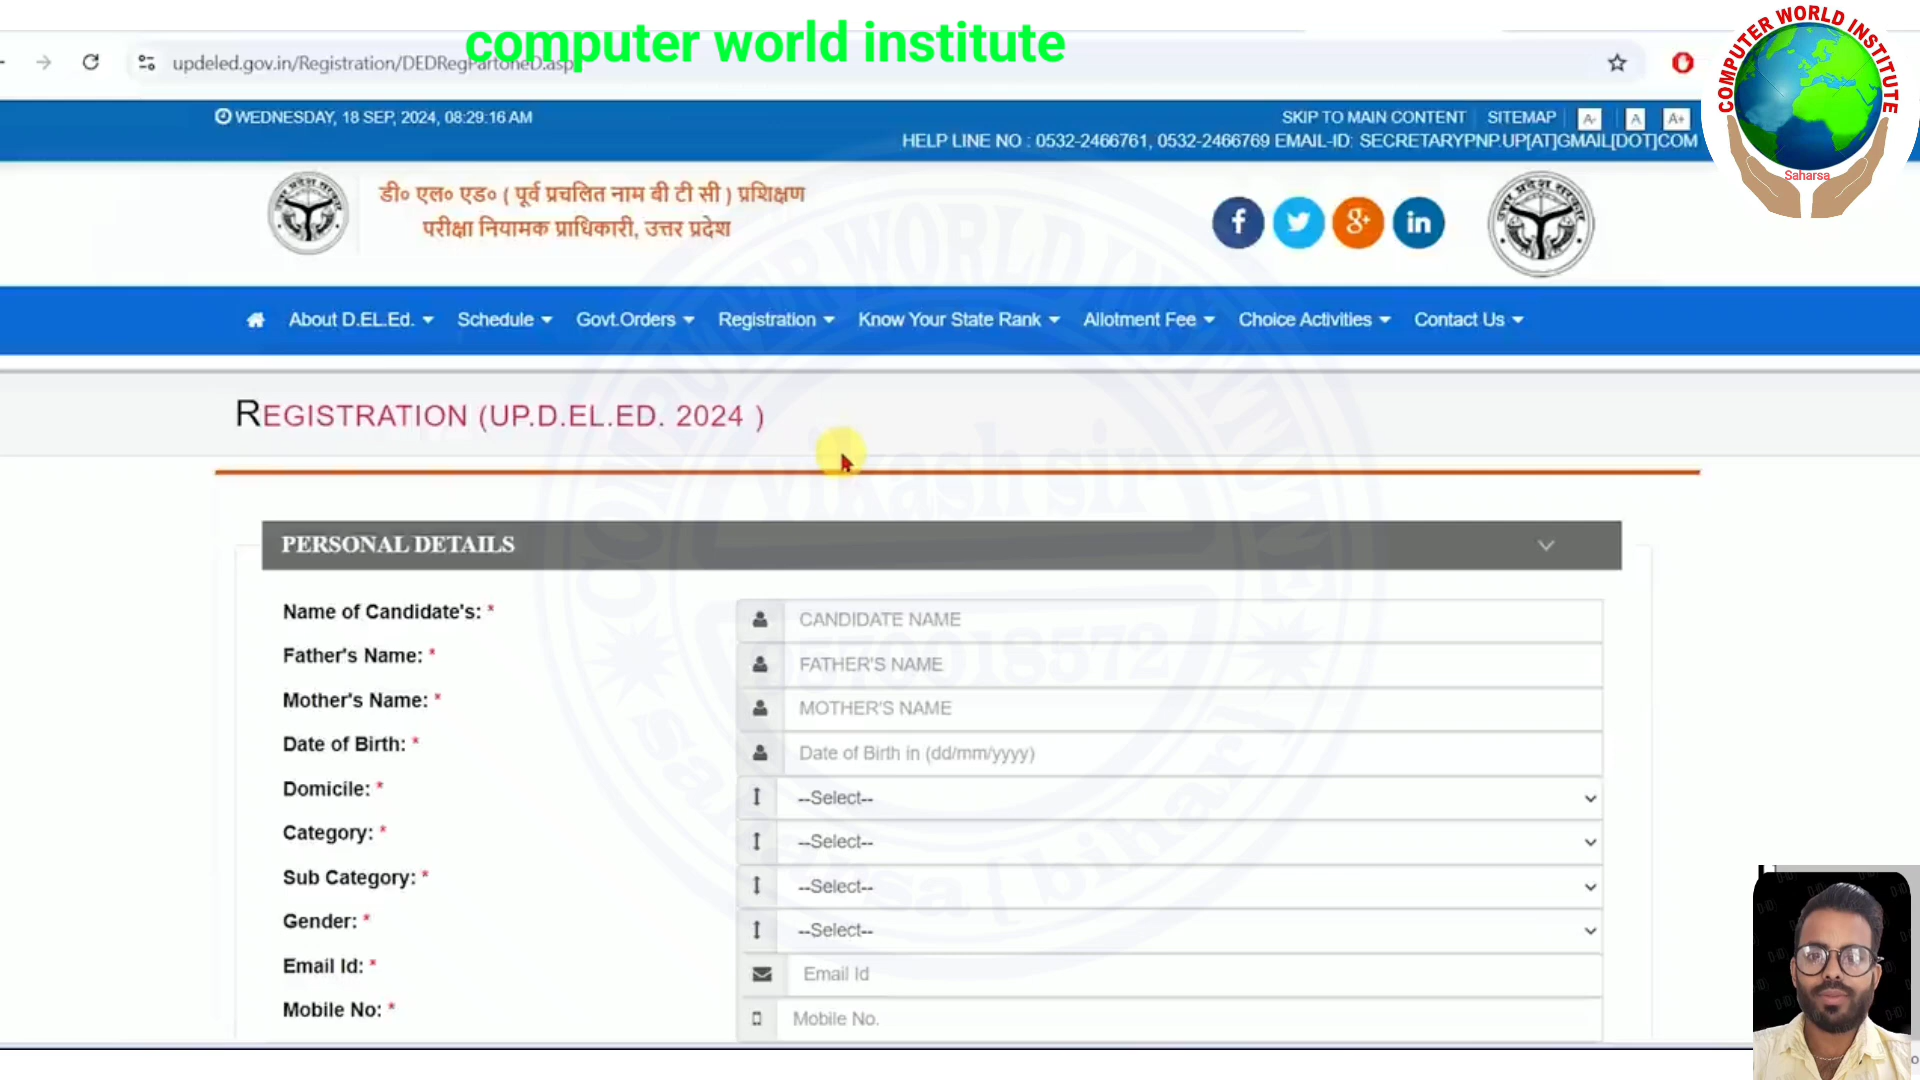 computer world institute
COMPUTER WORLD INSTITUTE
Saharsa
updeled.gov.in/Registration/DEDRegPartoneD.asp
WEDNESDAY, 18 SEP, 2024, 08:29:16 AM
SKIP TO MAIN CONTENT SITEMAP A- A A+
HELP LINE NO : 0532-2466761, 0532-2466769 EMAIL-ID: SECRETARYPNP.UP[AT]GMAIL[DOT]COM
डी० एल० एड० ( पूर्व प्रचलित नाम बी टी सी ) प्रशिक्षण
परीक्षा नियामक प्राधिकारी, उत्तर प्रदेश
About D.EL.Ed. Schedule Govt.Orders Registration Know Your State Rank Allotment Fee Choice Activities Contact Us
REGISTRATION (UP.D.EL.ED. 2024 )
COMPUTER WORLD INSTITUTE
vikash sir
PERSONAL DETAILS
Name of Candidate's: * CANDIDATE NAME
Father's Name: * FATHER'S NAME
Mother's Name: * MOTHER'S NAME
Date of Birth: * Date of Birth in (dd/mm/yyyy)
Domicile: * --Select--
Category: * --Select--
Sub Category: * --Select--
Gender: * --Select--
Email Id: * Email Id
Mobile No: * Mobile No.